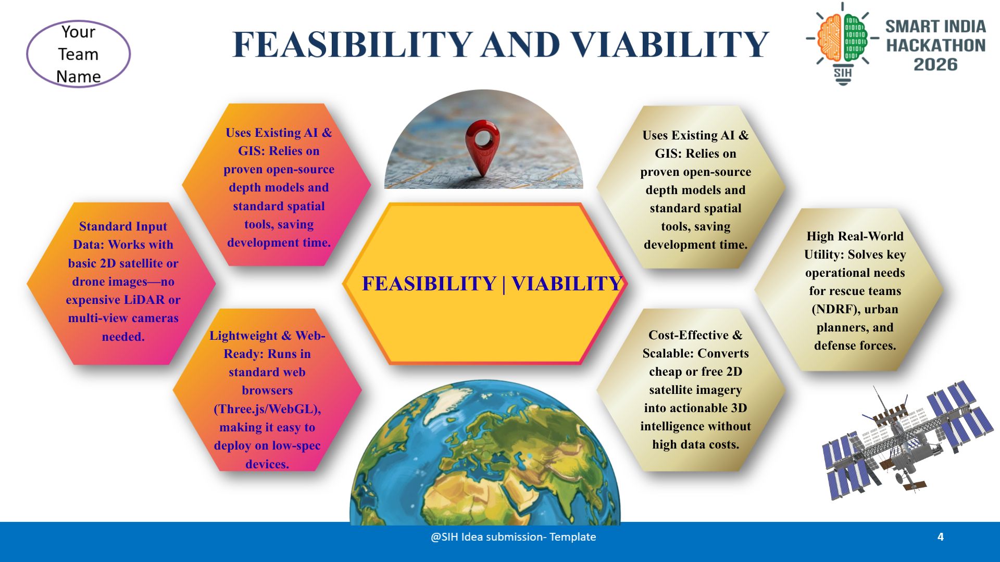 Your
Team
Name
FEASIBILITY AND VIABILITY
SMART INDIA
HACKATHON
2026
SIH
Uses Existing AI &
GIS: Relies on
proven open-source
depth models and
standard spatial
tools, saving
development time.
Standard Input
Data: Works with
basic 2D satellite or
drone images—no
expensive LiDAR or
multi-view cameras
needed.
Lightweight & Web-
Ready: Runs in
standard web
browsers
(Three.js/WebGL),
making it easy to
deploy on low-spec
devices.
FEASIBILITY | VIABILITY
Uses Existing AI &
GIS: Relies on
proven open-source
depth models and
standard spatial
tools, saving
development time.
High Real-World
Utility: Solves key
operational needs
for rescue teams
(NDRF), urban
planners, and
defense forces.
Cost-Effective &
Scalable: Converts
cheap or free 2D
satellite imagery
into actionable 3D
intelligence without
high data costs.
@SIH Idea submission- Template
4